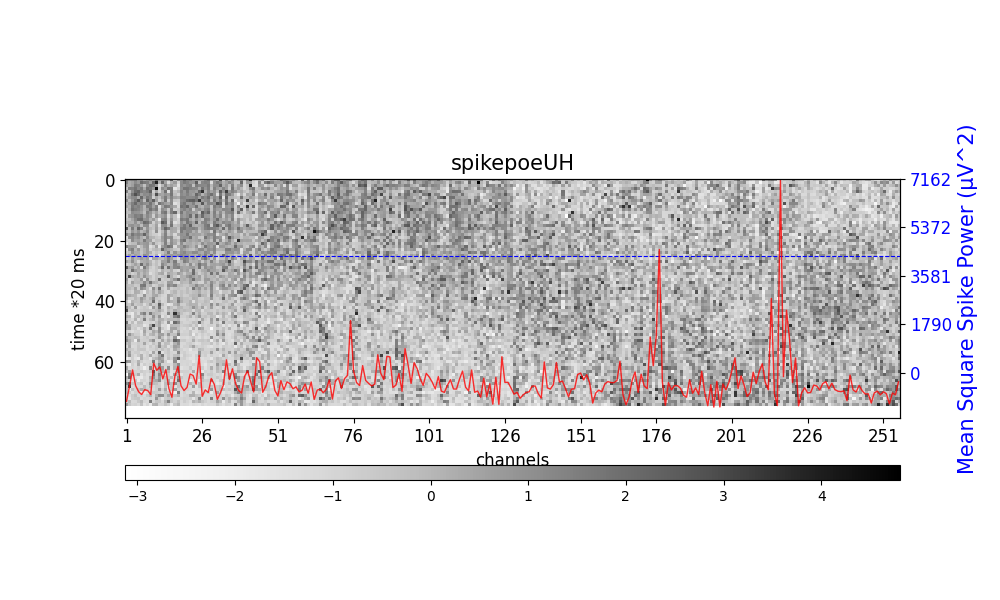 spikepoeUH
0
20
40
60
time *20 ms
7162
5372
3581
1790
0
Mean Square Spike Power (μV^2)
1 26 51 76 101 126 151 176 201 226 251
channels
−3 −2 −1 0 1 2 3 4